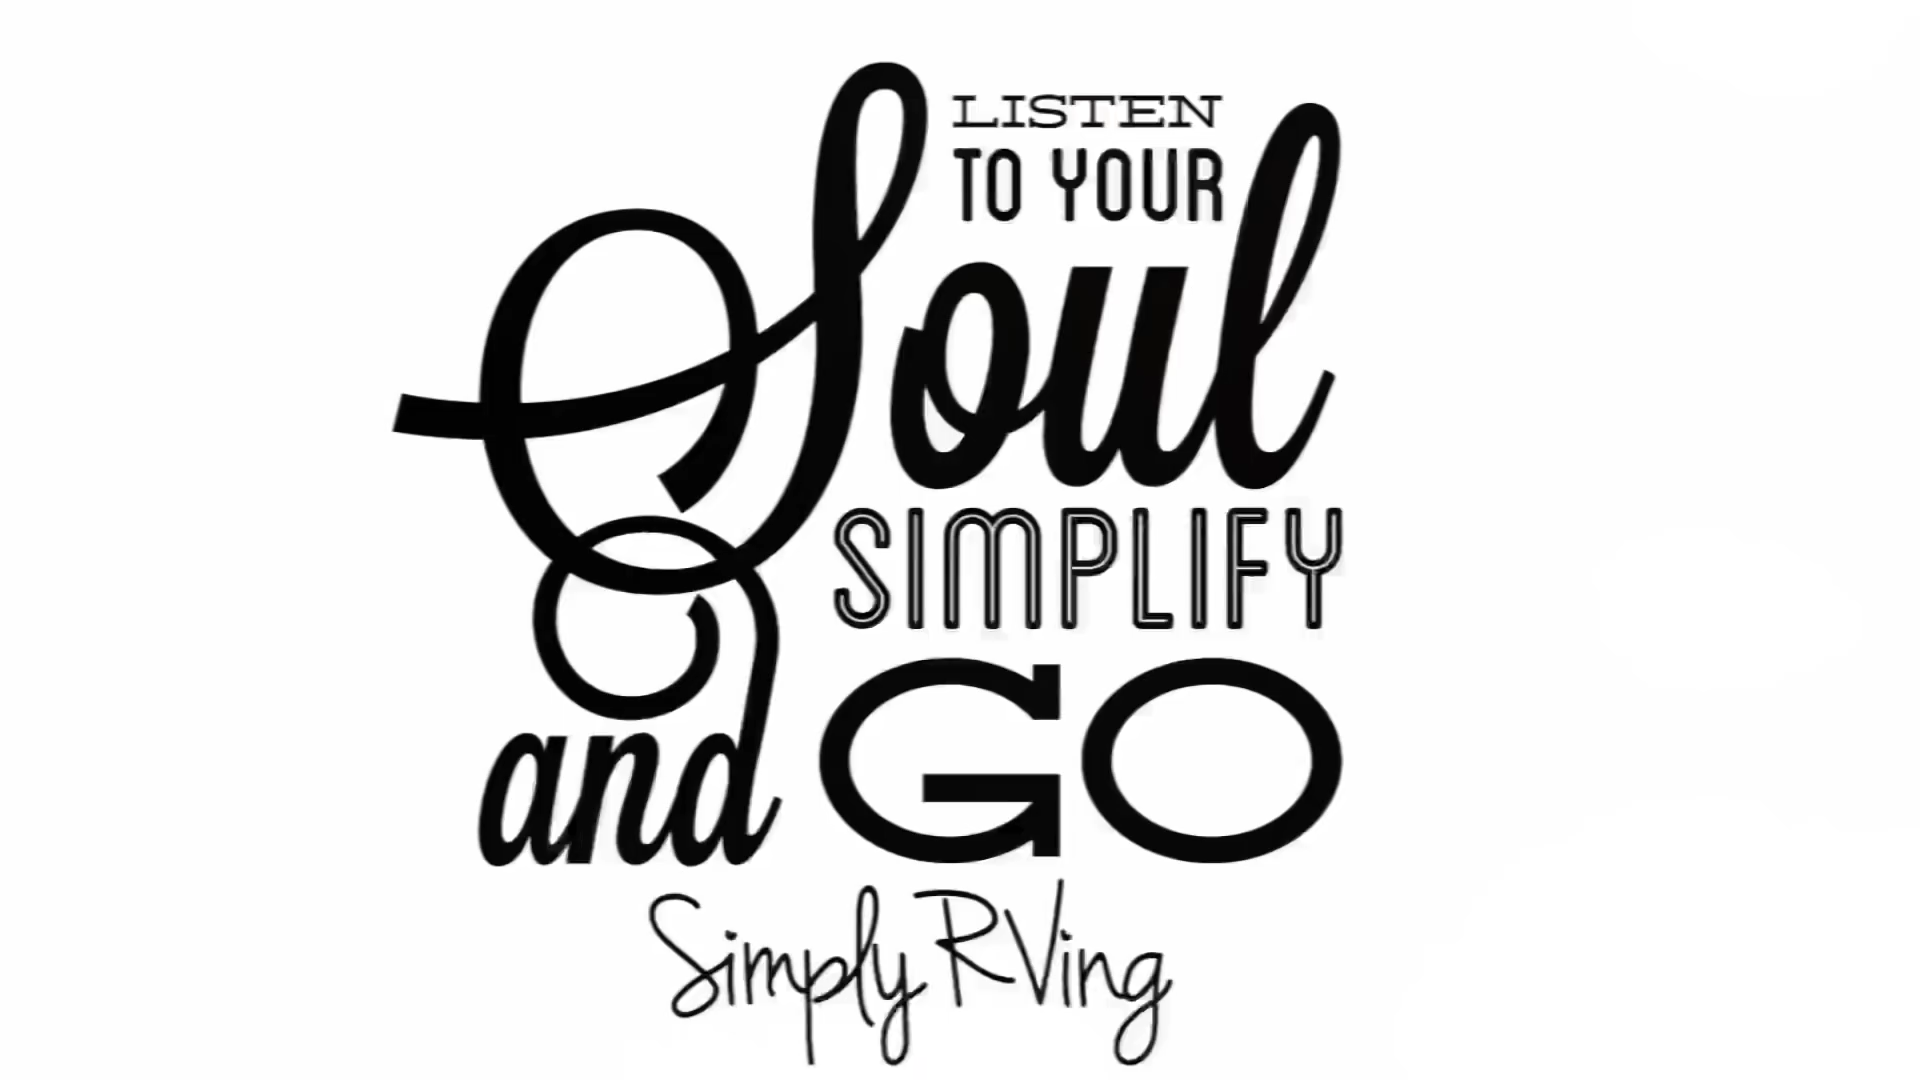 LISTEN
TO YOUR
Soul
SIMPLIFY
and GO
Simply RVing